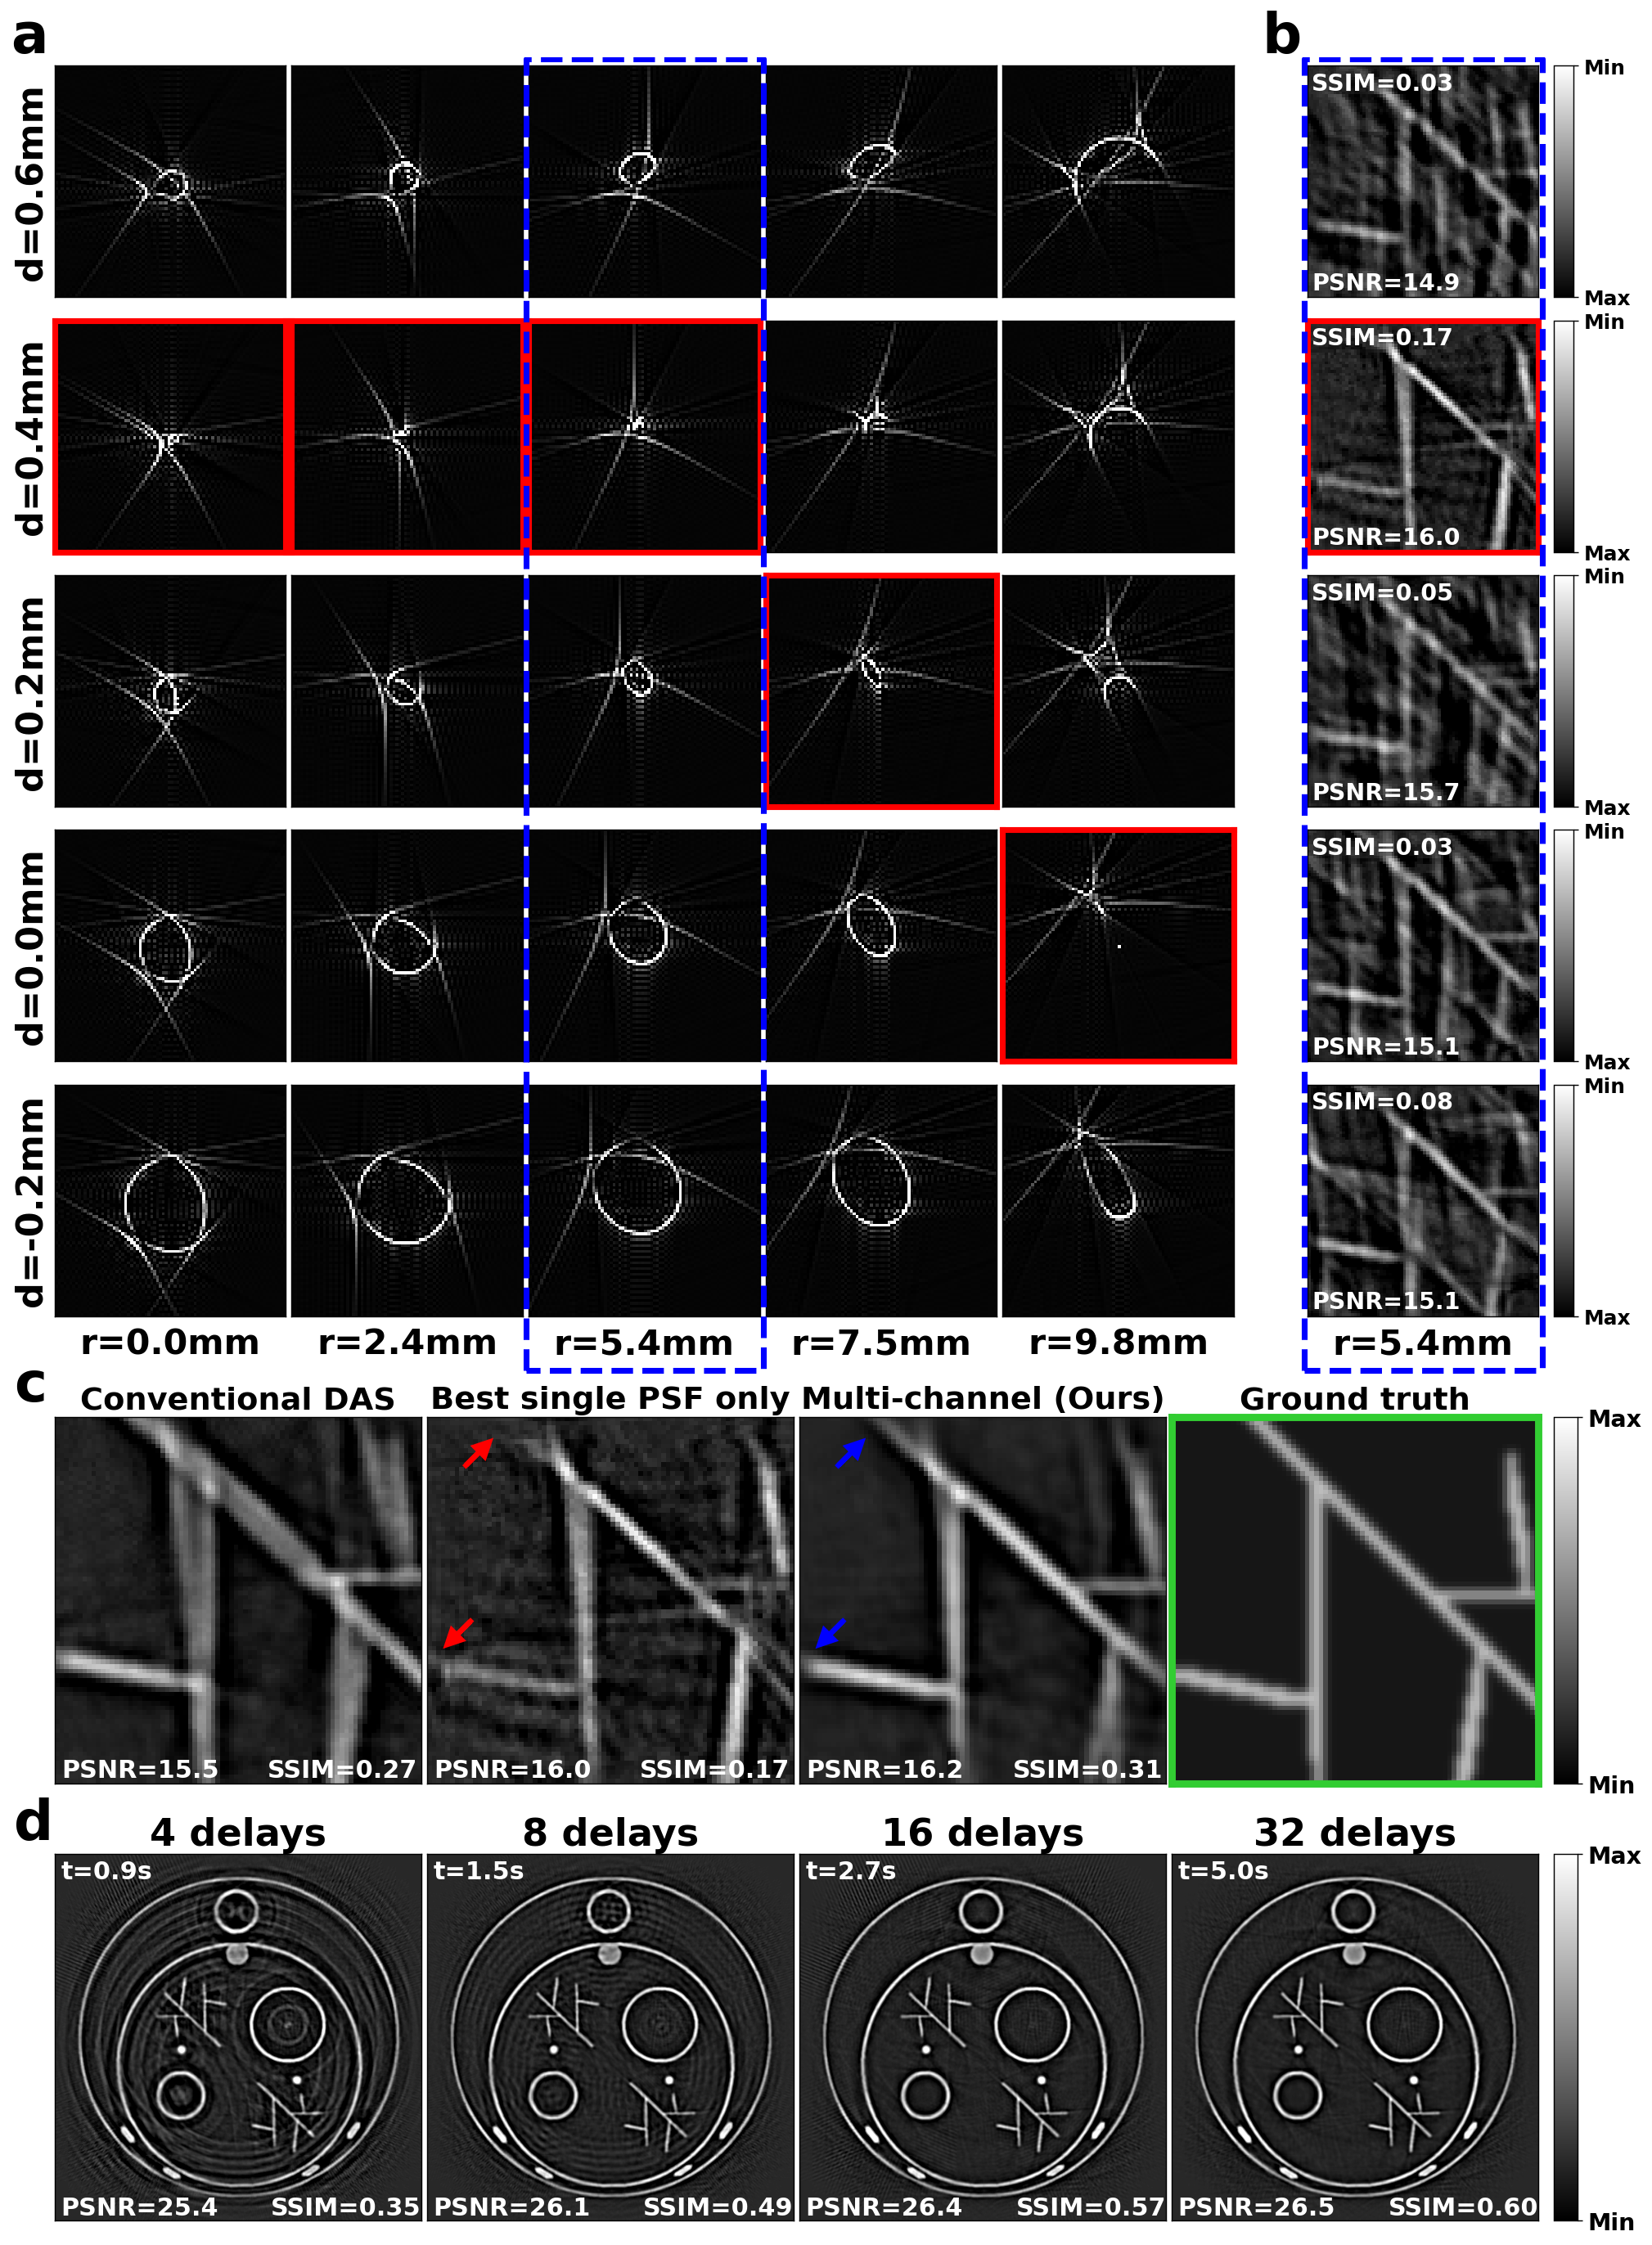 a
b
d=0.6mm
SSIM=0.03
PSNR=14.9
Min
Max
d=0.4mm
SSIM=0.17
PSNR=16.0
Min
Max
d=0.2mm
SSIM=0.05
PSNR=15.7
Min
Max
d=0.0mm
SSIM=0.03
PSNR=15.1
Min
Max
d=-0.2mm
SSIM=0.08
PSNR=15.1
Min
Max
r=0.0mm r=2.4mm r=5.4mm r=7.5mm r=9.8mm r=5.4mm
c
Conventional DAS Best single PSF only Multi-channel (Ours) Ground truth
Max
PSNR=15.5 SSIM=0.27 PSNR=16.0 SSIM=0.17 PSNR=16.2 SSIM=0.31
Min
d
4 delays 8 delays 16 delays 32 delays
t=0.9s t=1.5s t=2.7s t=5.0s
Max
PSNR=25.4 SSIM=0.35 PSNR=26.1 SSIM=0.49 PSNR=26.4 SSIM=0.57 PSNR=26.5 SSIM=0.60
Min